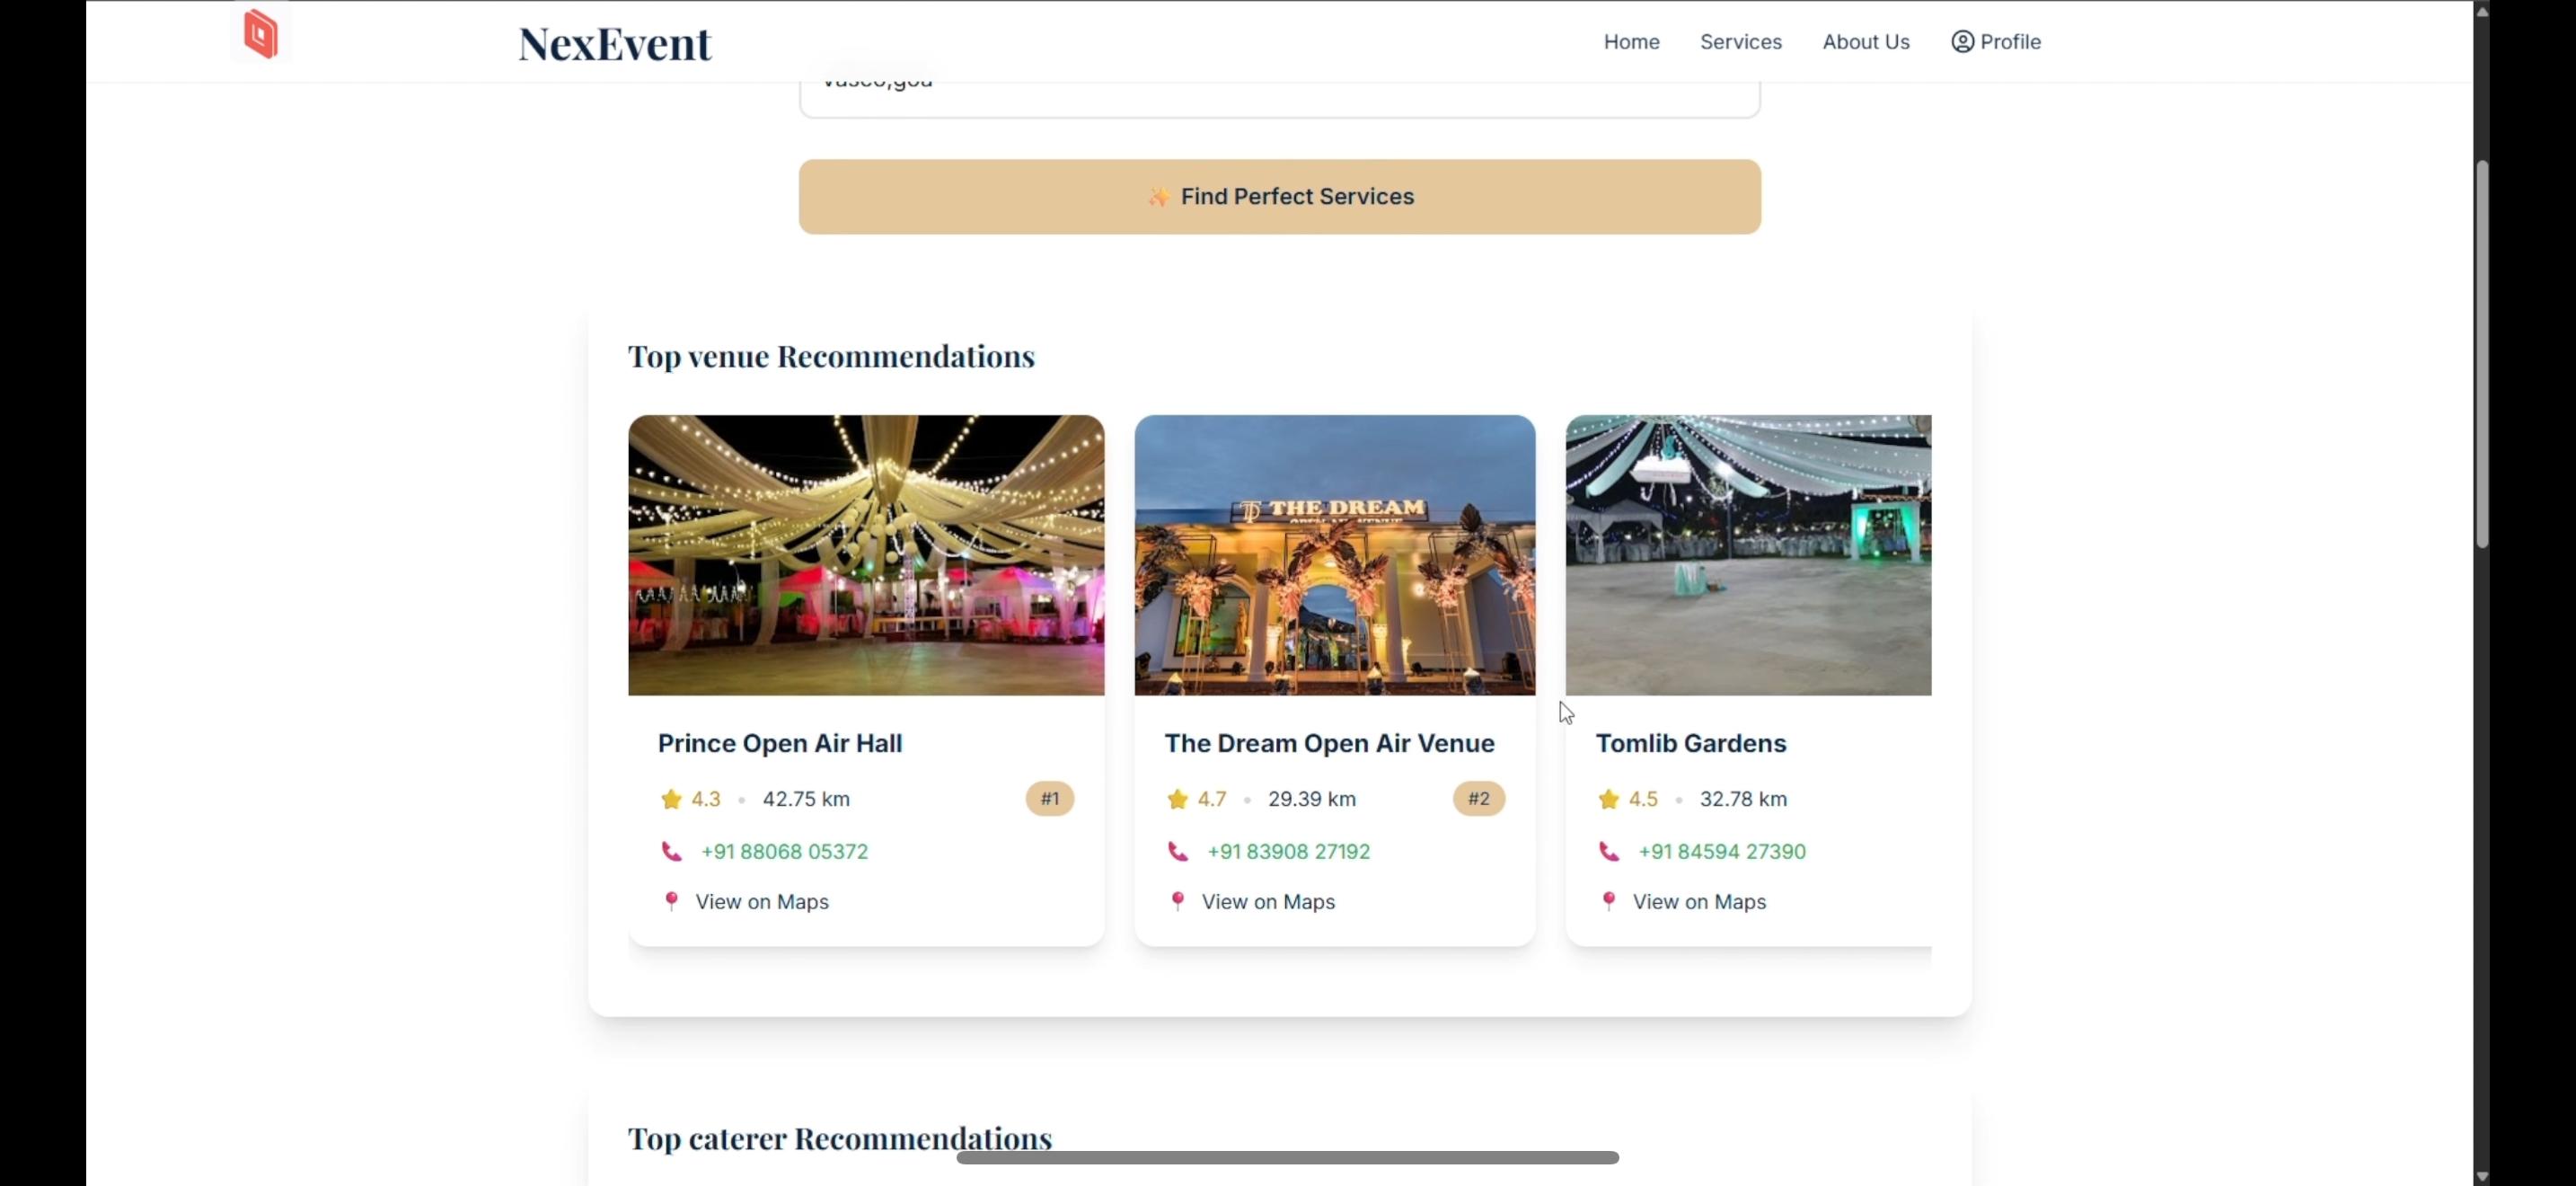 NexEvent
Home
Services
About Us
Profile
vasco,goa
✨ Find Perfect Services
Top venue Recommendations
THE DREAM
Prince Open Air Hall
4.3 • 42.75 km
#1
+91 88068 05372
View on Maps
The Dream Open Air Venue
4.7 • 29.39 km
#2
+91 83908 27192
View on Maps
Tomlib Gardens
4.5 • 32.78 km
+91 84594 27390
View on Maps
Top caterer Recommendations